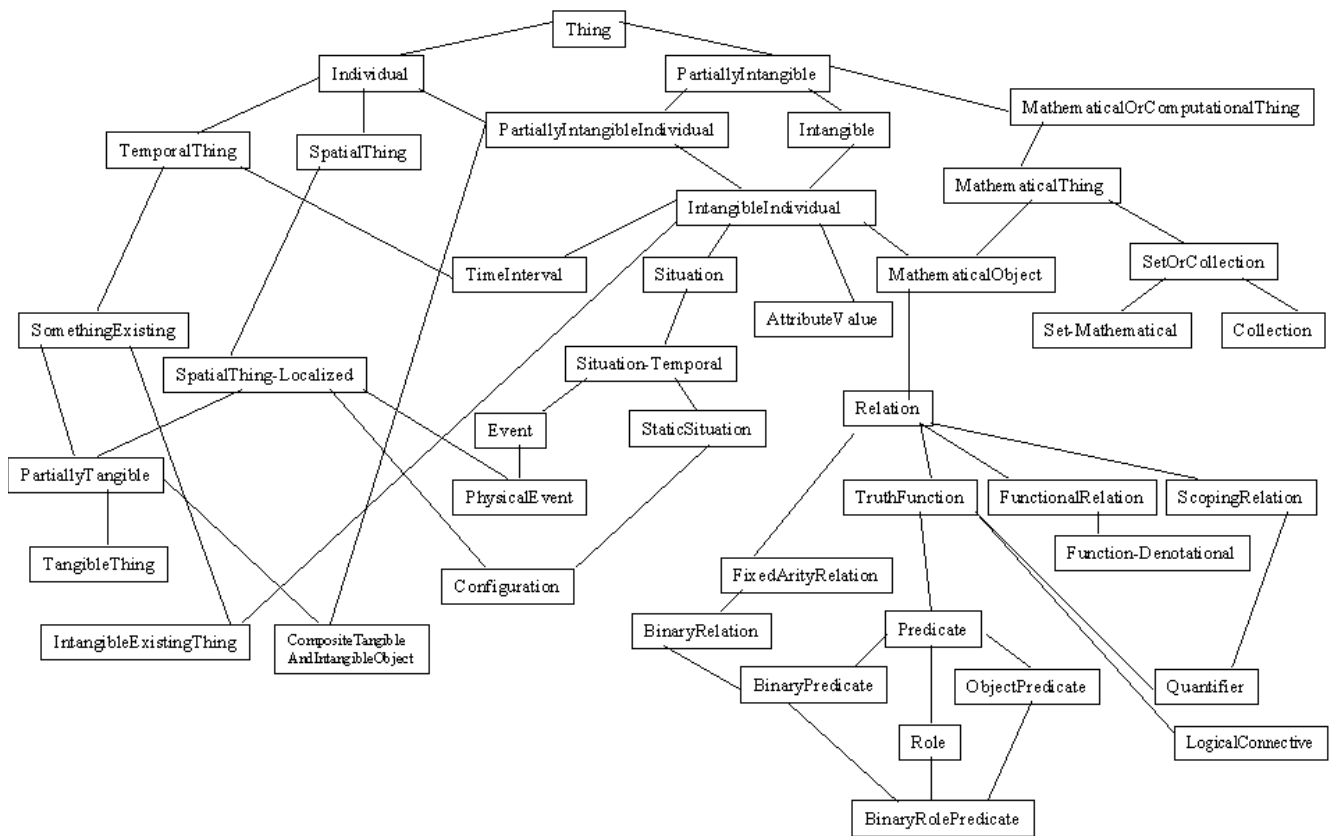 Thing
Individual
PartiallyIntangible
MathematicalOrComputationalThing
PartiallyIntangibleIndividual
Intangible
TemporalThing
SpatialThing
MathematicalThing
IntangibleIndividual
SetOrCollection
TimeInterval
Situation
MathematicalObject
AttributeValue
Set-Mathematical
Collection
SomethingExisting
SpatialThing-Localized
Situation-Temporal
Relation
Event
StaticSituation
PartiallyTangible
PhysicalEvent
TruthFunction
FunctionalRelation
ScopingRelation
Function-Denotational
TangibleThing
Configuration
FixedArityRelation
IntangibleExistingThing
CompositeTangible
AndIntangibleObject
BinaryRelation
Predicate
BinaryPredicate
ObjectPredicate
Quantifier
Role
LogicalConnective
BinaryRolePredicate